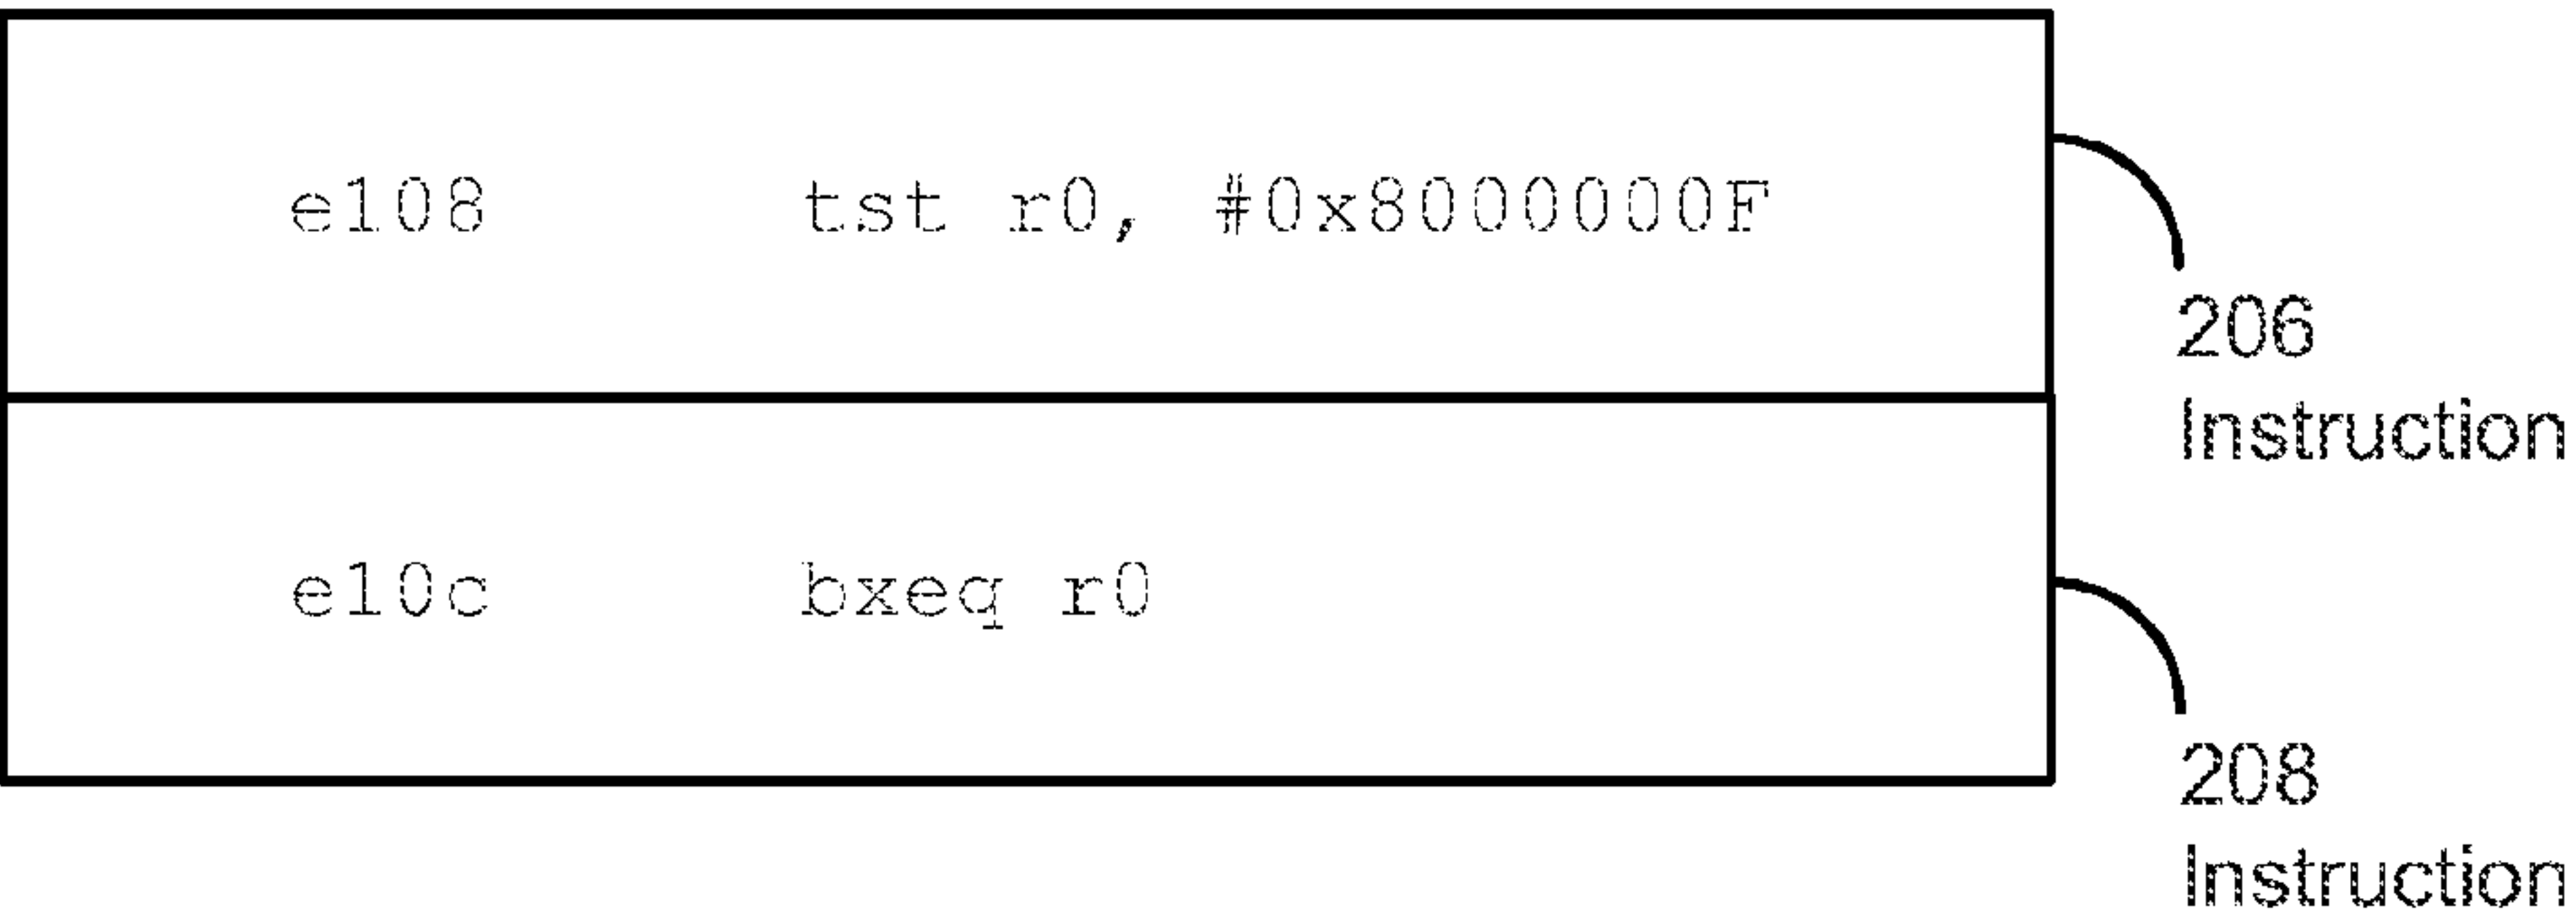 e108 tst r0, #0x8000000F
206
Instruction
e10c bxeq r0
208
Instruction